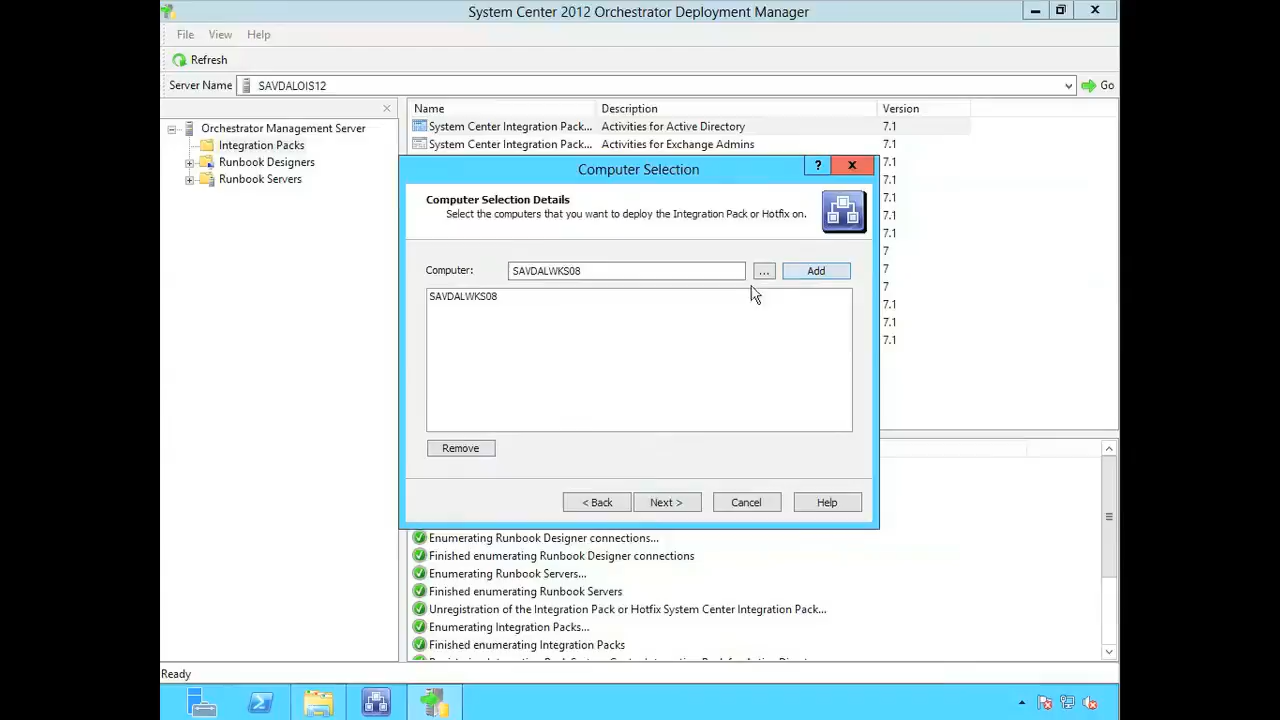 System Center 2012 Orchestrator Deployment Manager
File View Help
Refresh
Server Name SAVDALOIS12 Go
Orchestrator Management Server
Integration Packs
Runbook Designers
Runbook Servers
Name Description Version
System Center Integration Pack... Activities for Active Directory 7.1
System Center Integration Pack... Activities for Exchange Admins 7.1
7.1
7.1
7.1
7.1
7.1
7
7
7
7.1
7.1
7.1
Computer Selection
?
Computer Selection Details
Select the computers that you want to deploy the Integration Pack or Hotfix on.
Computer: SAVDALWKS08 ... Add
SAVDALWKS08
Remove
< Back Next > Cancel Help
Enumerating Runbook Designer connections...
Finished enumerating Runbook Designer connections
Enumerating Runbook Servers...
Finished enumerating Runbook Servers
Unregistration of the Integration Pack or Hotfix System Center Integration Pack...
Enumerating Integration Packs...
Finished enumerating Integration Packs
Ready